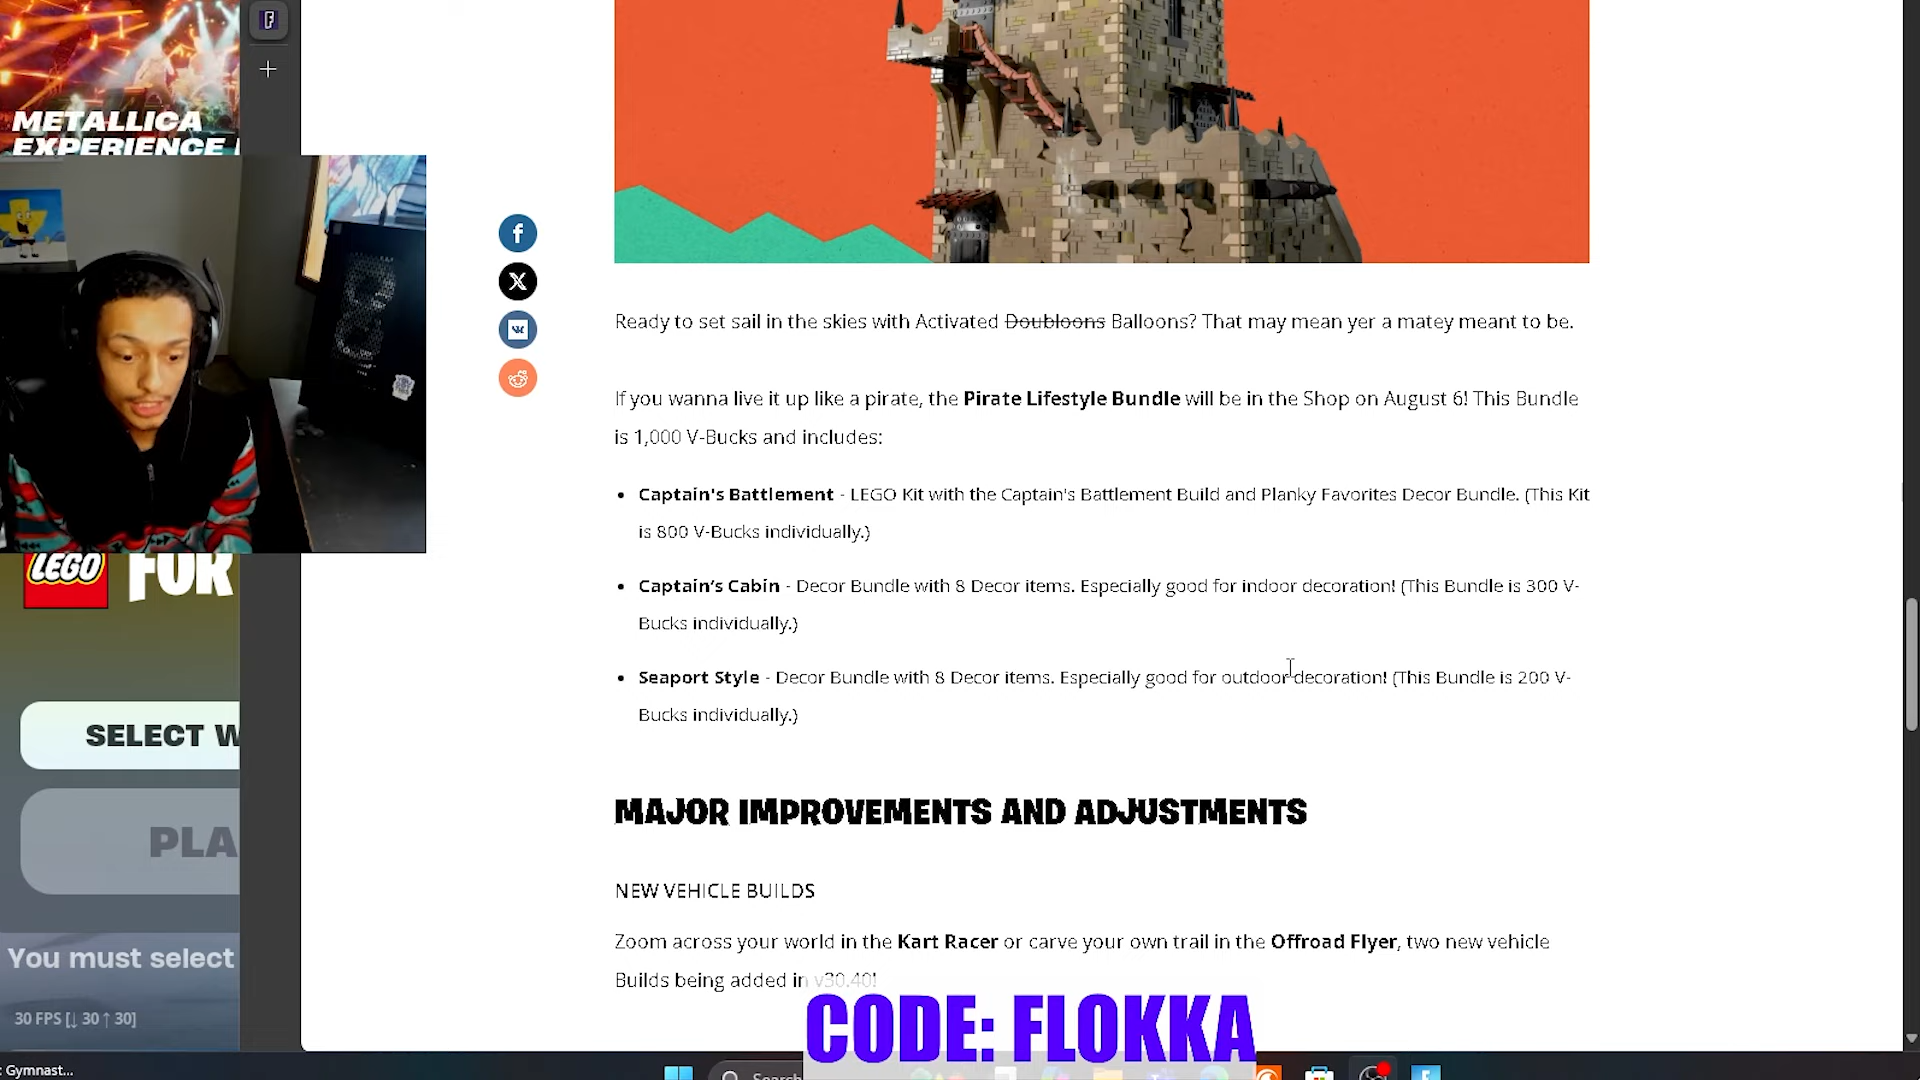 METALLICA
EXPERIENCE
Ready to set sail in the skies with Activated Doubloons Balloons? That may mean yer a matey meant to be.
If you wanna live it up like a pirate, the Pirate Lifestyle Bundle will be in the Shop on August 6! This Bundle
is 1,000 V-Bucks and includes:
Captain's Battlement - LEGO Kit with the Captain's Battlement Build and Planky Favorites Decor Bundle. (This Kit
is 800 V-Bucks individually.)
Captain’s Cabin - Decor Bundle with 8 Decor items. Especially good for indoor decoration! (This Bundle is 300 V-
Bucks individually.)
Seaport Style - Decor Bundle with 8 Decor items. Especially good for outdoor decoration! (This Bundle is 200 V-
Bucks individually.)
LEGO FOR
SELECT W
PLA
You must select
30 FPS [↓ 30 ↑ 30]
MAJOR IMPROVEMENTS AND ADJUSTMENTS
NEW VEHICLE BUILDS
Zoom across your world in the Kart Racer or carve your own trail in the Offroad Flyer, two new vehicle
Builds being added in v30.40!
CODE: FLOKKA
: Gymnast...
Search